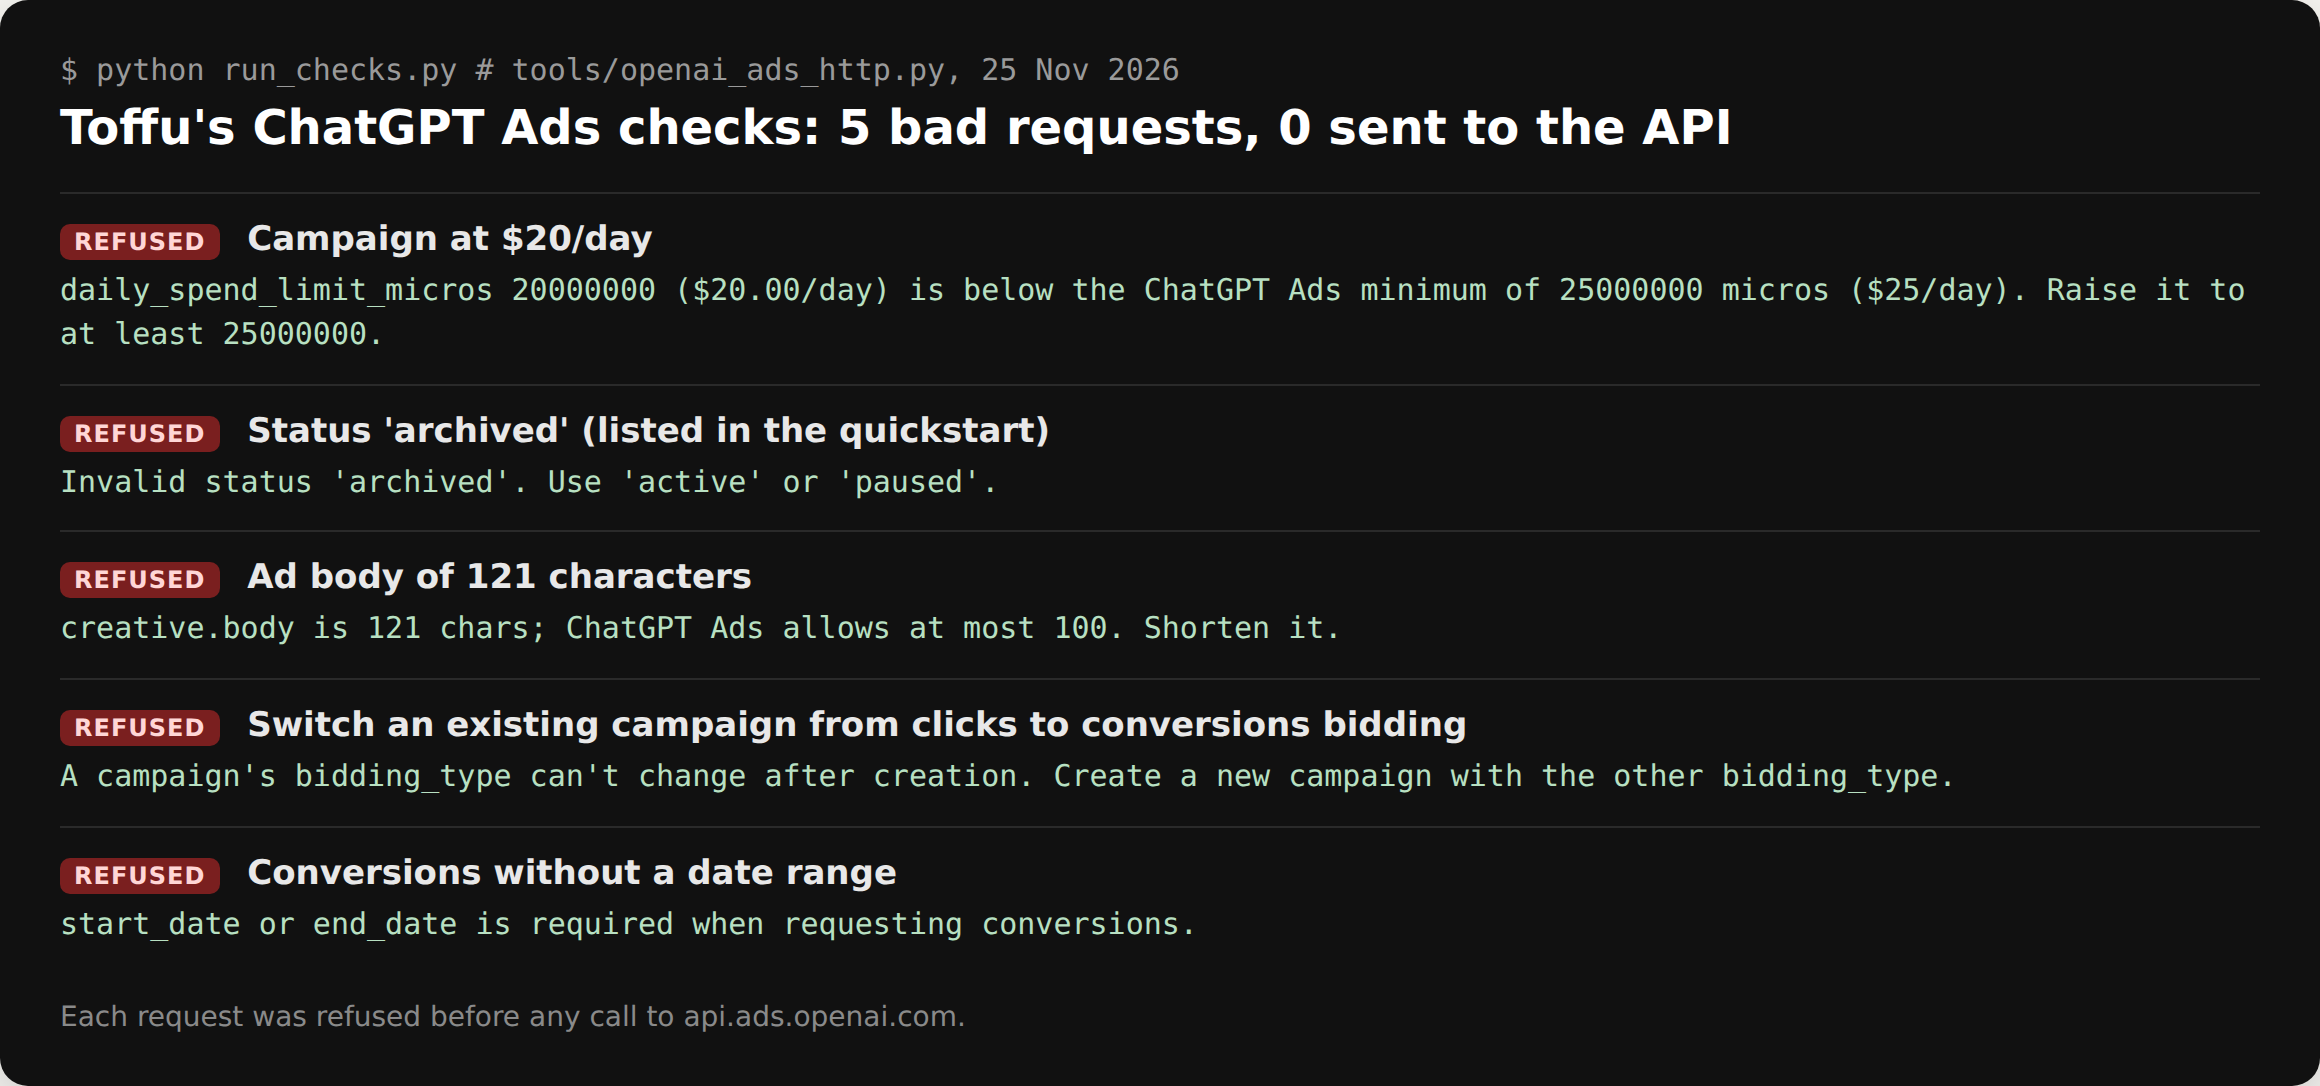 $ python run_checks.py # tools/openai_ads_http.py, 25 Nov 2026
Toffu's ChatGPT Ads checks: 5 bad requests, 0 sent to the API
REFUSED Campaign at $20/day
daily_spend_limit_micros 20000000 ($20.00/day) is below the ChatGPT Ads minimum of 25000000 micros ($25/day). Raise it to
at least 25000000.
REFUSED Status 'archived' (listed in the quickstart)
Invalid status 'archived'. Use 'active' or 'paused'.
REFUSED Ad body of 121 characters
creative.body is 121 chars; ChatGPT Ads allows at most 100. Shorten it.
REFUSED Switch an existing campaign from clicks to conversions bidding
A campaign's bidding_type can't change after creation. Create a new campaign with the other bidding_type.
REFUSED Conversions without a date range
start_date or end_date is required when requesting conversions.
Each request was refused before any call to api.ads.openai.com.